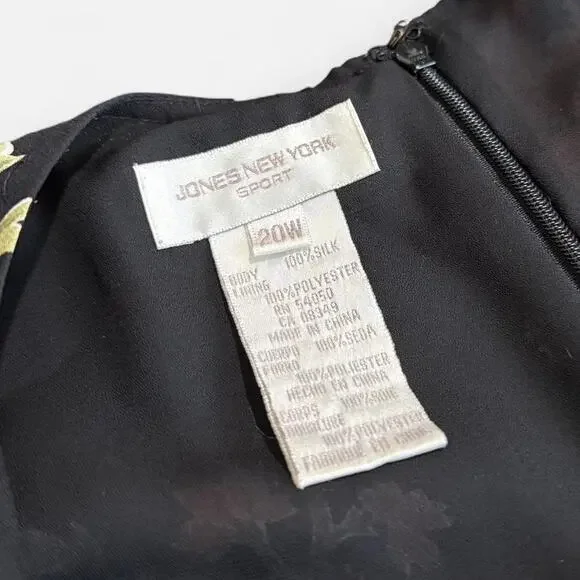 JONES NEW YORK
SPORT
20W
BODY 100%SILK
LINING 100%POLYESTER
RN 54050
CA 08349
MADE IN CHINA
CUERPO 100%SEDA
FORRO 100%POLIESTER
HECHO EN CHINA
CORPS 100%SOIE
DOUBLURE 100%POLYESTER
FABRIQUE EN CHINE